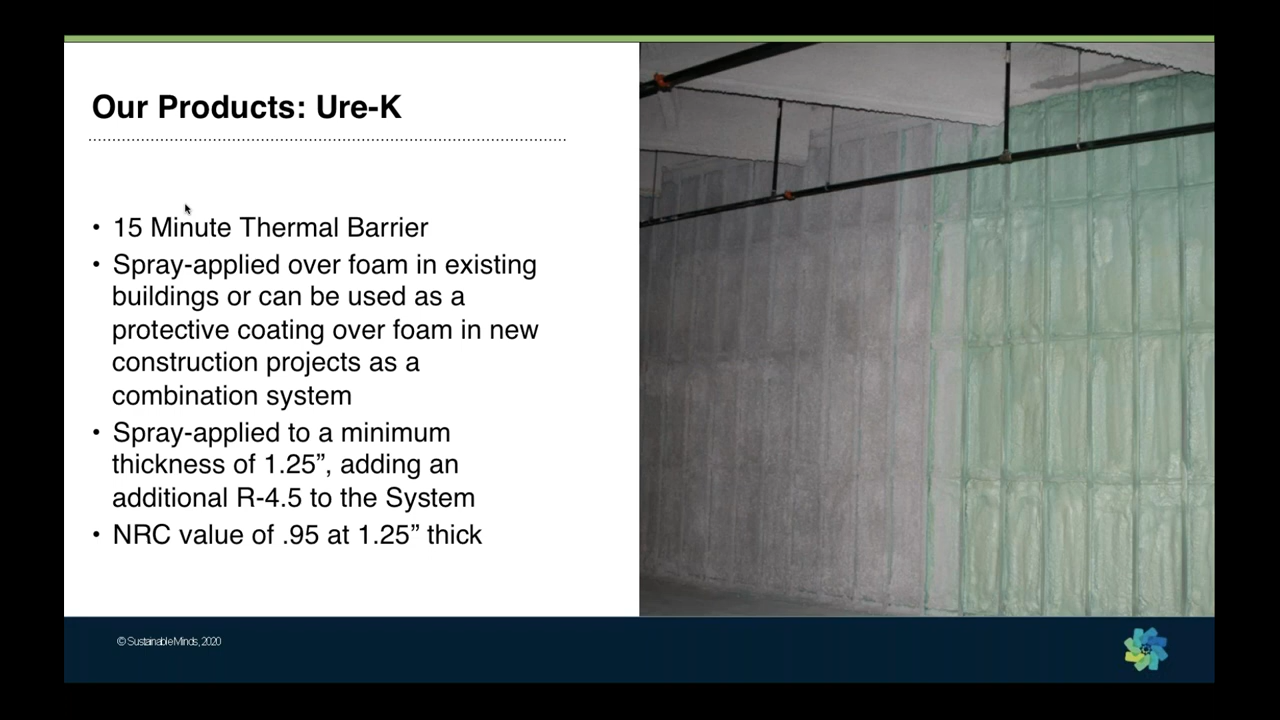 Our Products: Ure-K
• 15 Minute Thermal Barrier
• Spray-applied over foam in existing
buildings or can be used as a
protective coating over foam in new
construction projects as a
combination system
• Spray-applied to a minimum
thickness of 1.25”, adding an
additional R-4.5 to the System
• NRC value of .95 at 1.25” thick
© Sustainable Minds, 2020